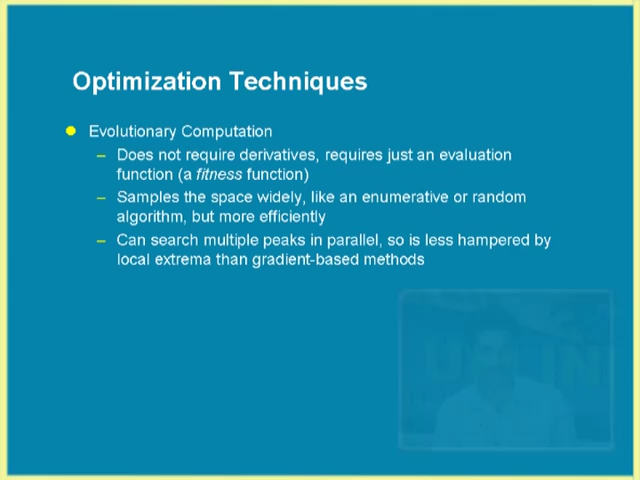 Optimization Techniques
Evolutionary Computation
– Does not require derivatives, requires just an evaluation
function (a fitness function)
– Samples the space widely, like an enumerative or random
algorithm, but more efficiently
– Can search multiple peaks in parallel, so is less hampered by
local extrema than gradient-based methods